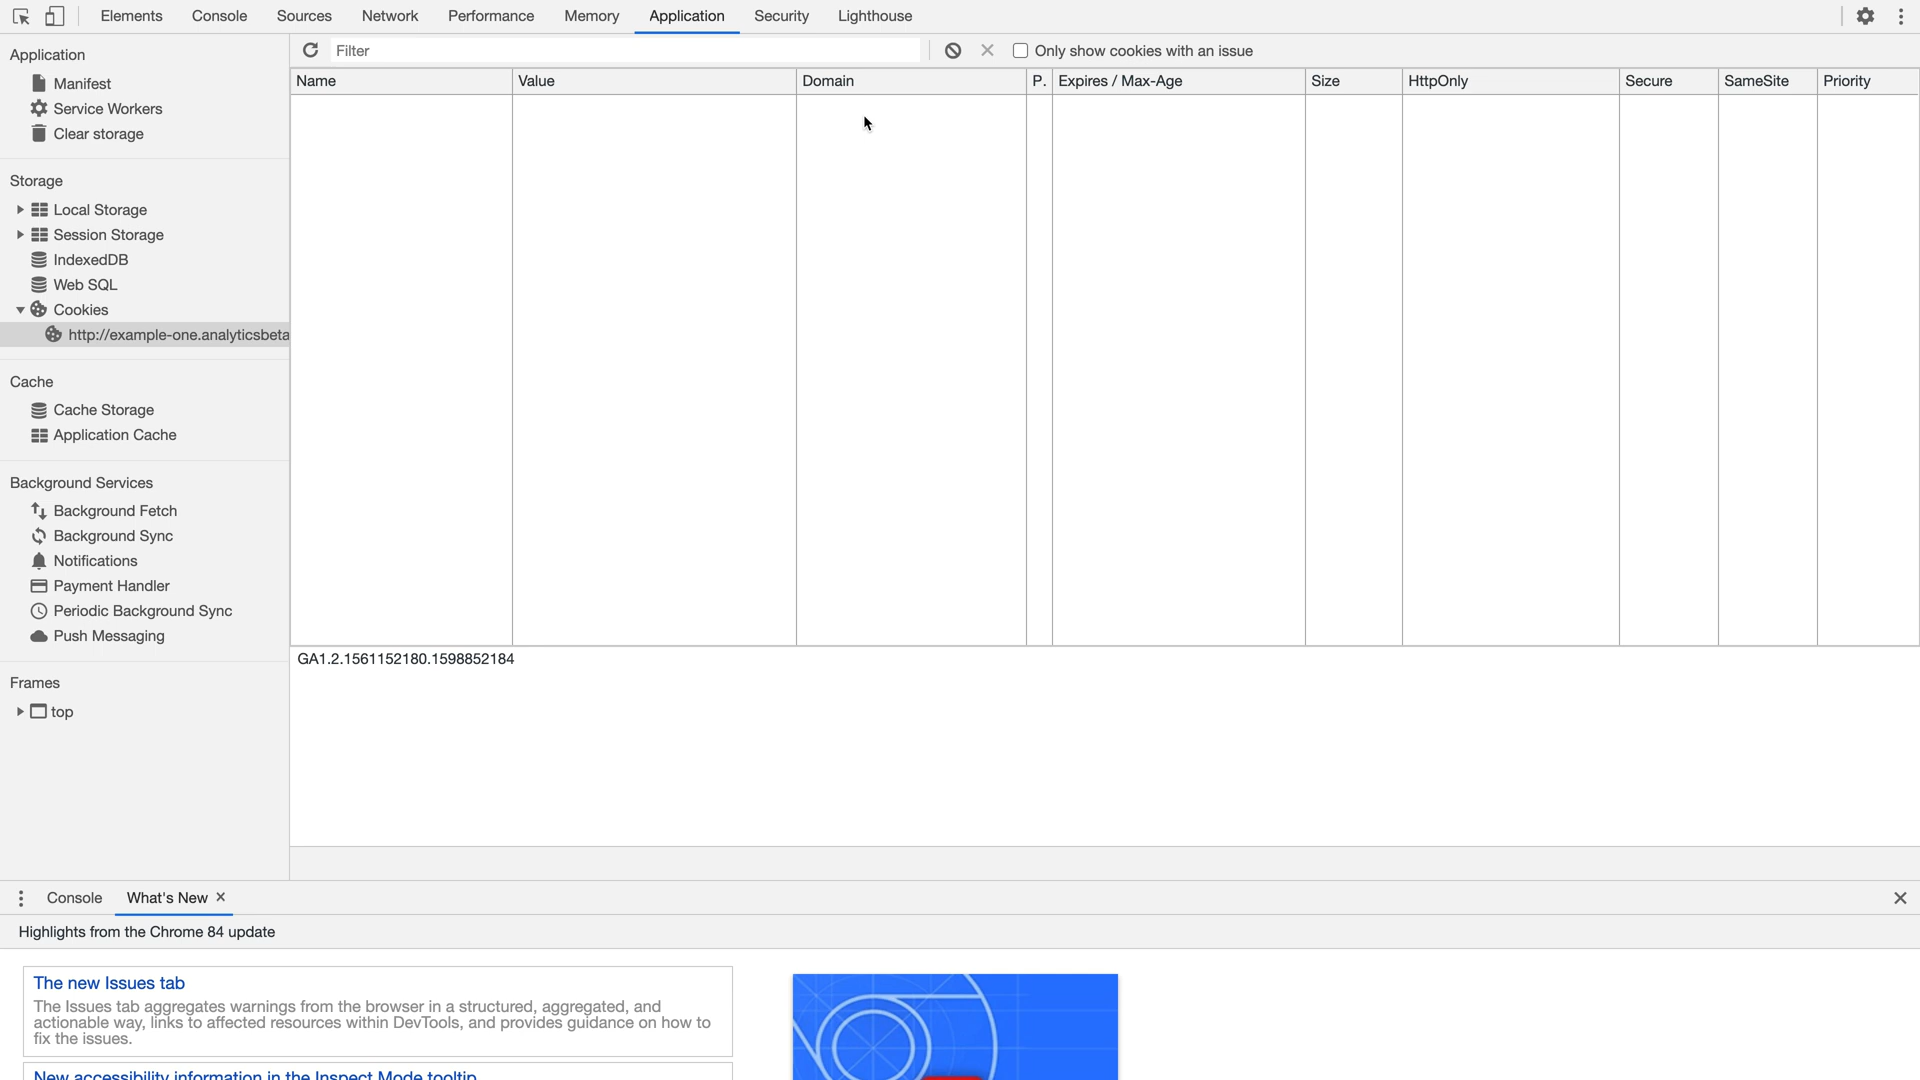 Elements Console Sources Network Performance Memory Application Security Lighthouse
Application
Manifest
Service Workers
Clear storage
Storage
Local Storage
Session Storage
IndexedDB
Web SQL
Cookies
http://example-one.analyticsbeta
Cache
Cache Storage
Application Cache
Background Services
Background Fetch
Background Sync
Notifications
Payment Handler
Periodic Background Sync
Push Messaging
Frames
top
Filter Only show cookies with an issue
Name Value Domain P. Expires / Max-Age Size HttpOnly Secure SameSite Priority
GA1.2.1561152180.1598852184
Console What's New
Highlights from the Chrome 84 update
The new Issues tab
The Issues tab aggregates warnings from the browser in a structured, aggregated, and
actionable way, links to affected resources within DevTools, and provides guidance on how to
fix the issues.
New accessibility information in the Inspect Mode tooltip